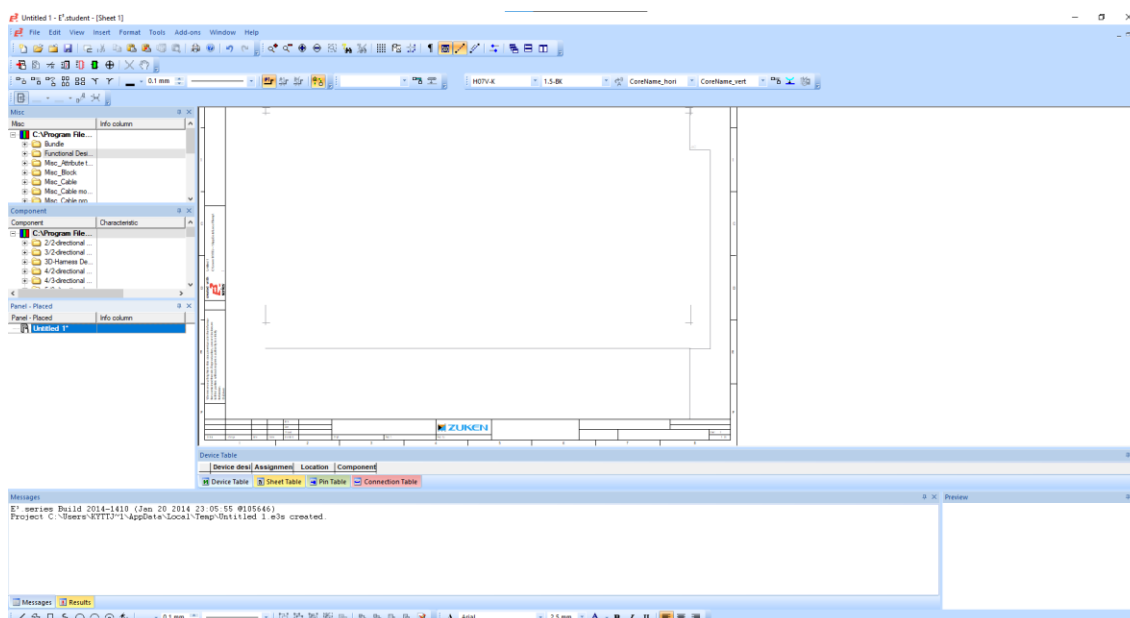 Untitled 1 - E³.student - [Sheet 1]
File Edit View Insert Format Tools Add-ons Window Help
0.1 mm
H07V-K
1.5-BK
CoreName_hori
CoreName_vert
Misc
Misc Info column
C:\Program File...
Bundle
Functional Desi...
Misc_Attribute t...
Misc_Block
Misc_Cable
Misc_Cable mo...
Misc_Cable pro...
Component
Component Characteristic
C:\Program File...
2/2-directional ...
3/2-directional ...
3D-Harness De...
4/2-directional ...
4/3-directional ...
Panel - Placed
Panel - Placed Info column
Untitled 1*
ZUKEN
Device Table
Device desi Assignmen Location Component
Device Table Sheet Table Pin Table Connection Table
Messages
E³.series Build 2014-1410 (Jan 20 2014 23:05:55 @105646)
Project C:\Users\KYTTJ~1\AppData\Local\Temp\Untitled 1.e3s created.
Preview
Messages Results
0.1 mm
Arial
2.5 mm
A B I U